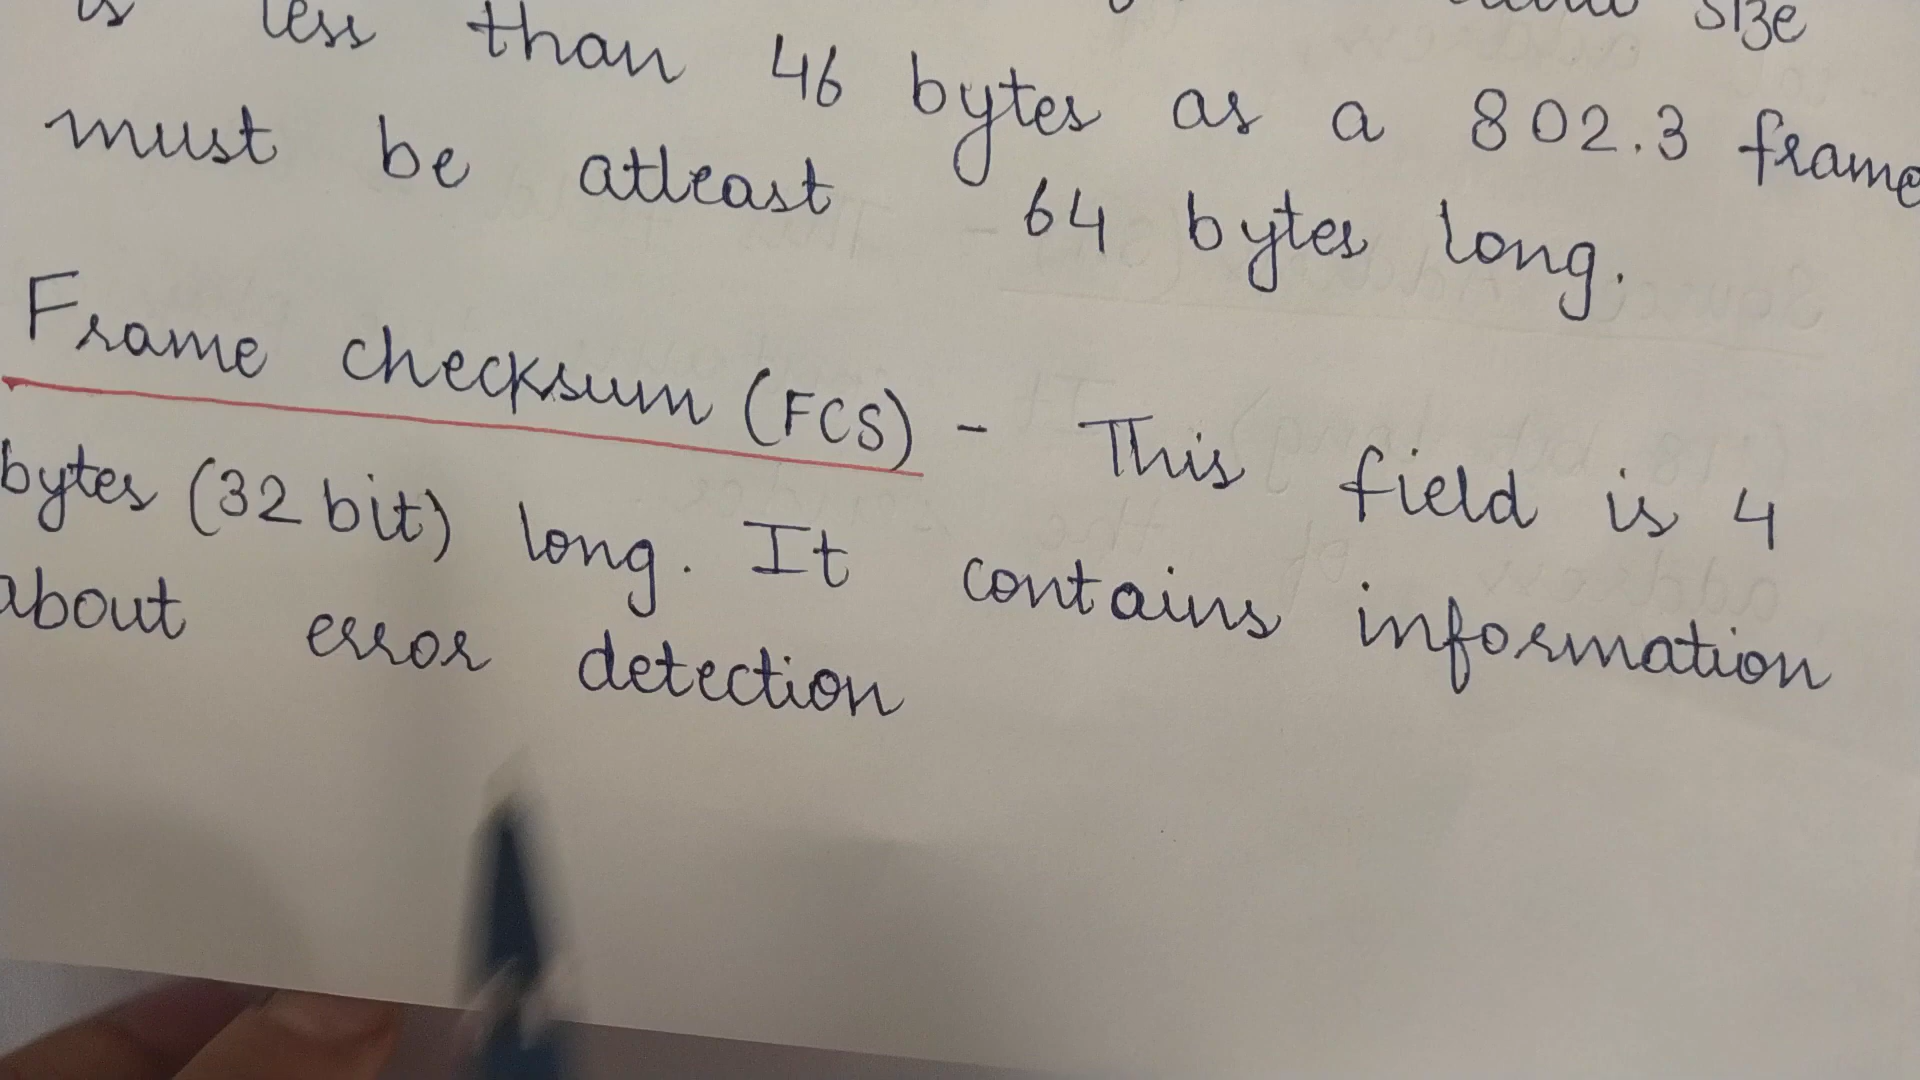 is less than 46 bytes as a 802.3 frame
must be atleast 64 bytes long.
Frame checksum (FCS) - This field is 4
bytes (32 bit) long. It contains information
about error detection